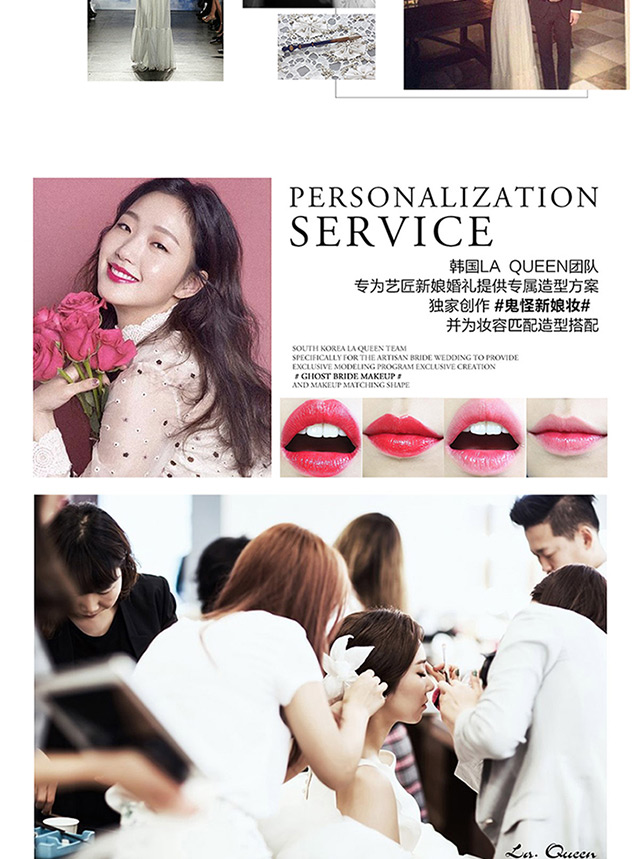 PERSONALIZATION
SERVICE
韩国LA QUEEN团队
专为艺匠新娘婚礼提供专属造型方案
独家创作 #鬼怪新娘妆#
并为妆容匹配造型搭配
SOUTH KOREA LA QUEEN TEAM
SPECIFICALLY FOR THE ARTISAN BRIDE WEDDING TO PROVIDE
EXCLUSIVE MODELING PROGRAM EXCLUSIVE CREATION
# GHOST BRIDE MAKEUP #
AND MAKEUP MATCHING SHAPE
La. Queen